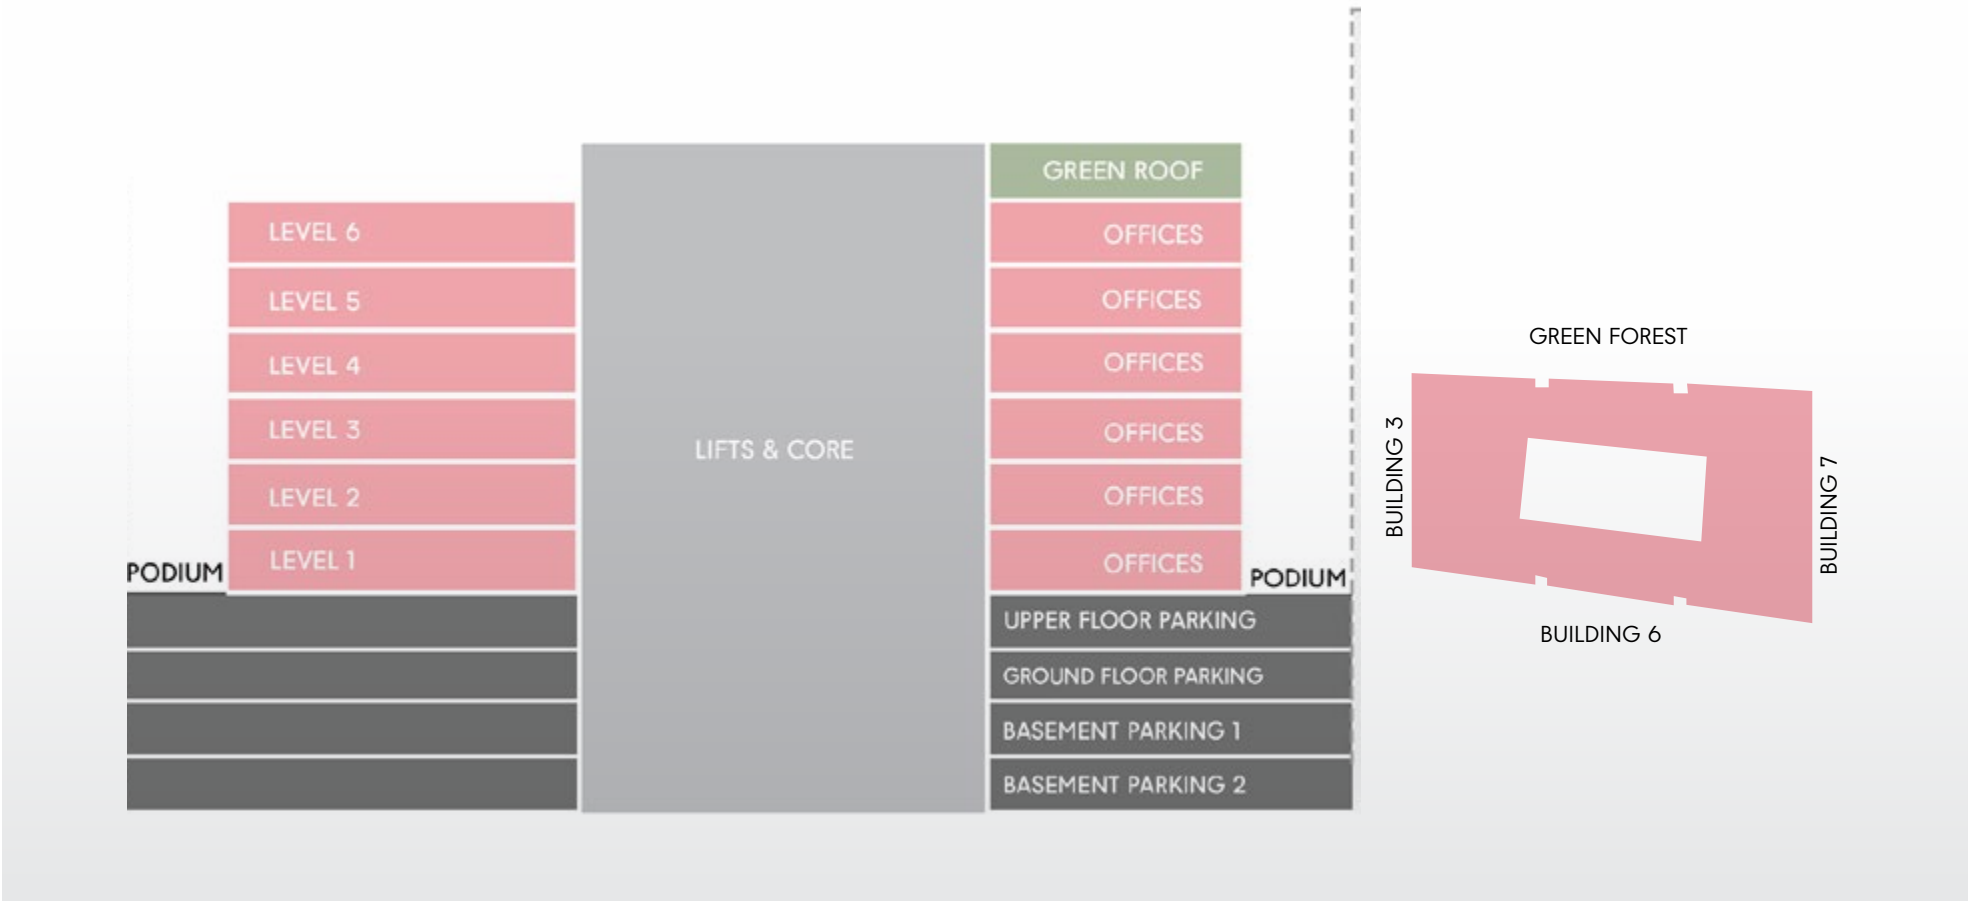 GREEN ROOF
LEVEL 6
OFFICES
LEVEL 5
OFFICES
LEVEL 4
OFFICES
LEVEL 3
OFFICES
LIFTS & CORE
LEVEL 2
OFFICES
LEVEL 1
OFFICES
PODIUM
PODIUM
UPPER FLOOR PARKING
GROUND FLOOR PARKING
BASEMENT PARKING 1
BASEMENT PARKING 2
GREEN FOREST
BUILDING 3
BUILDING 7
BUILDING 6